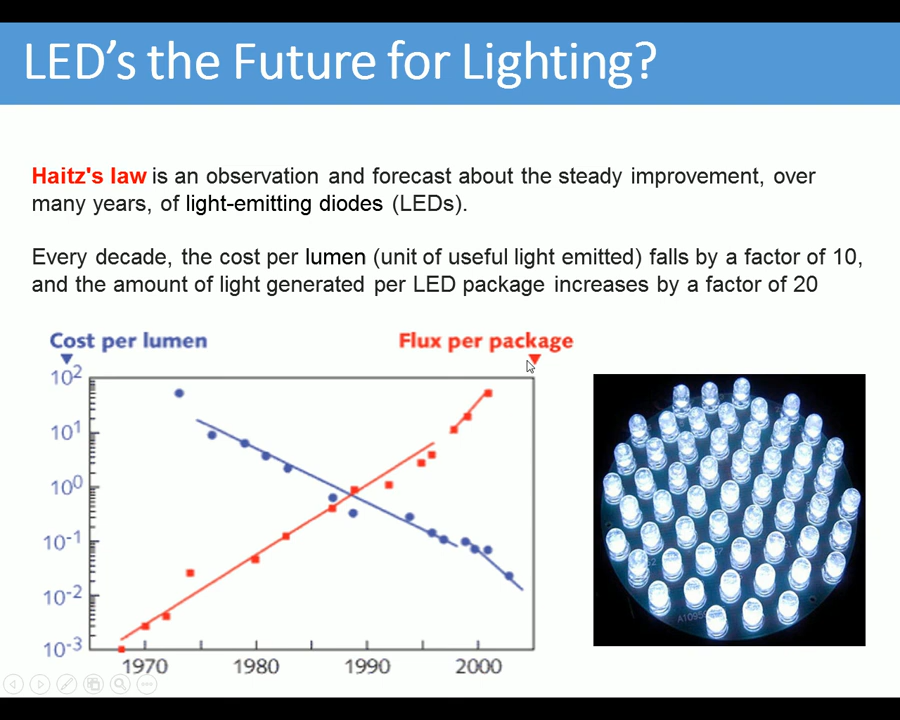 LED's the Future for Lighting?
Haitz's law is an observation and forecast about the steady improvement, over
many years, of light-emitting diodes (LEDs).
Every decade, the cost per lumen (unit of useful light emitted) falls by a factor of 10,
and the amount of light generated per LED package increases by a factor of 20
Cost per lumen
Flux per package
10²
10¹
10⁰
10⁻¹
10⁻²
10⁻³
1970 1980 1990 2000